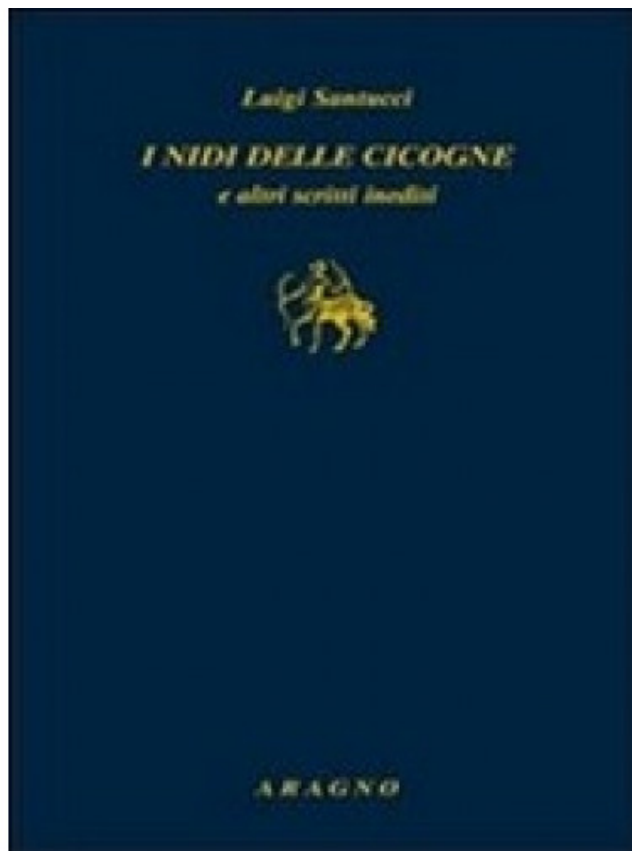 Luigi Santucci
I NIDI DELLE CICOGNE
e altri scritti inediti
ARAGNO